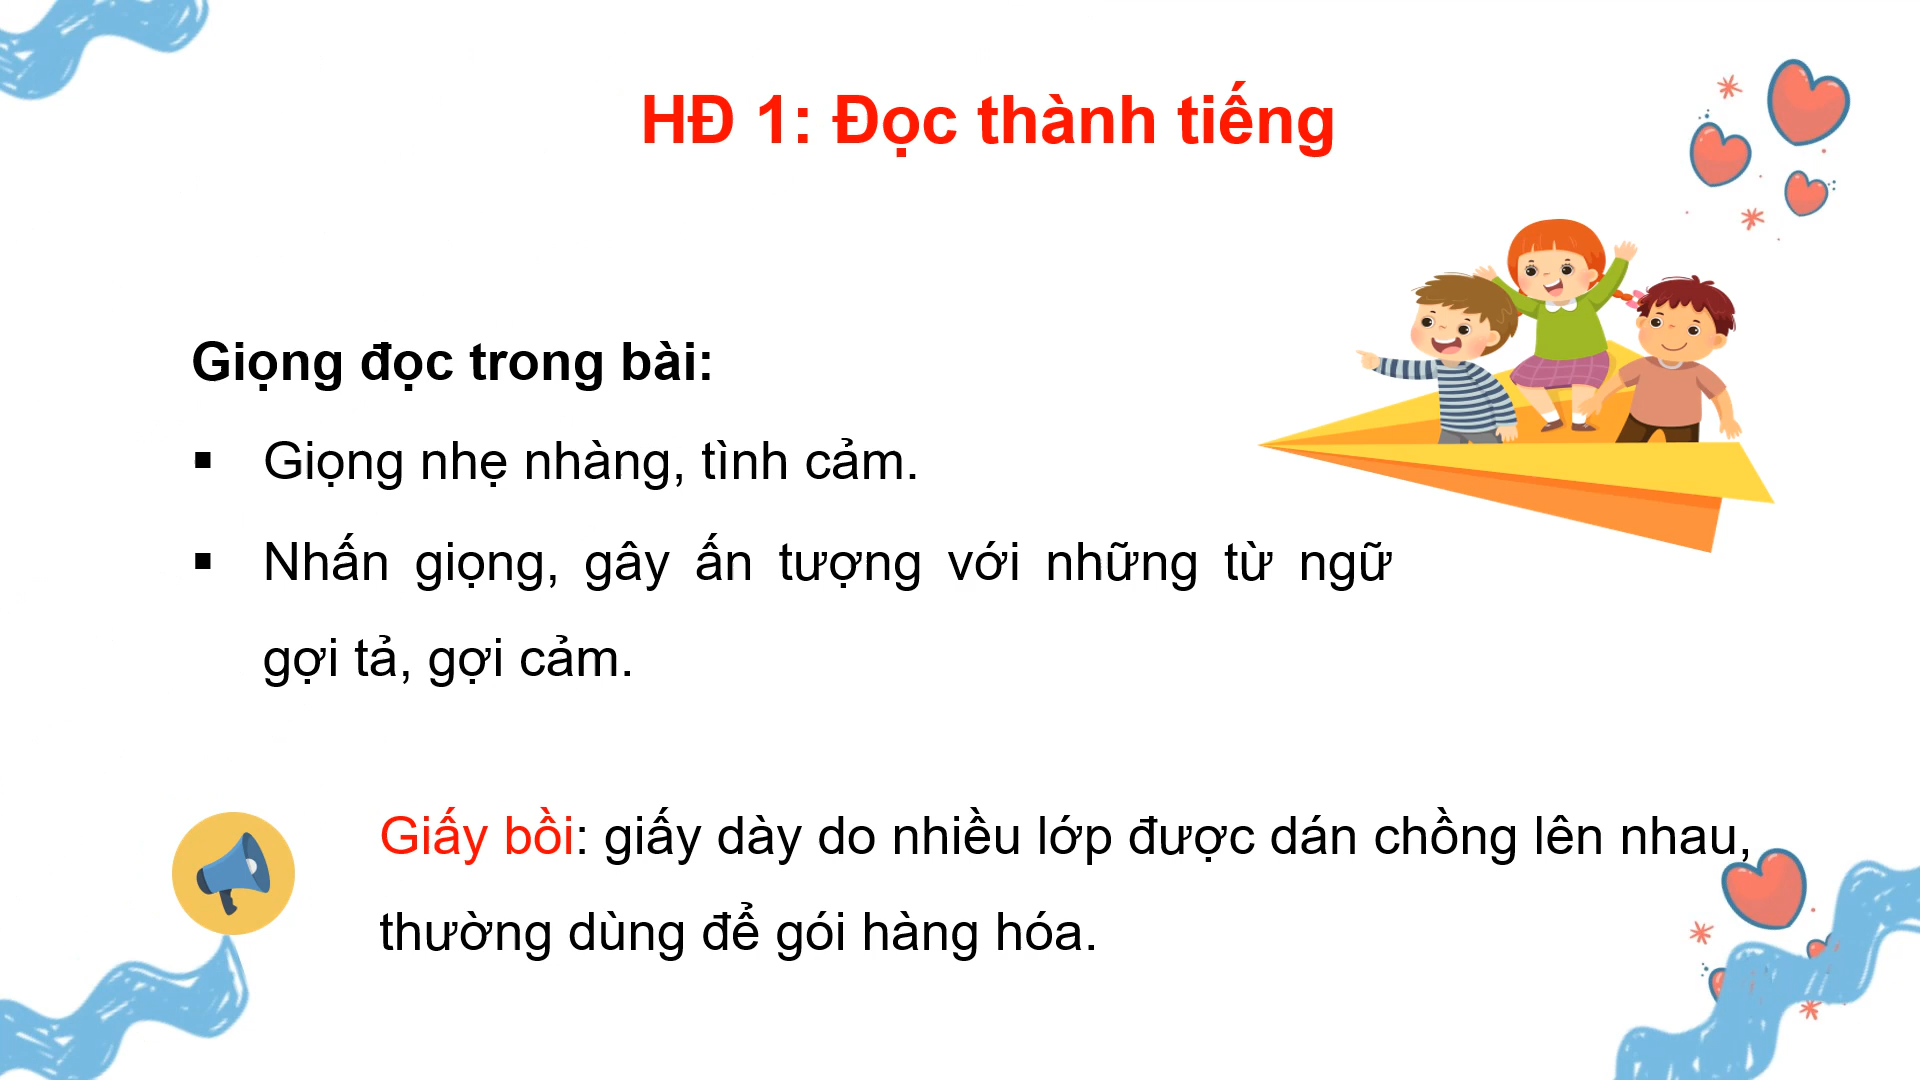 HĐ 1: Đọc thành tiếng
Giọng đọc trong bài:
▪ Giọng nhẹ nhàng, tình cảm.
▪ Nhấn giọng, gây ấn tượng với những từ ngữ
gợi tả, gợi cảm.
Giấy bồi: giấy dày do nhiều lớp được dán chồng lên nhau,
thường dùng để gói hàng hóa.